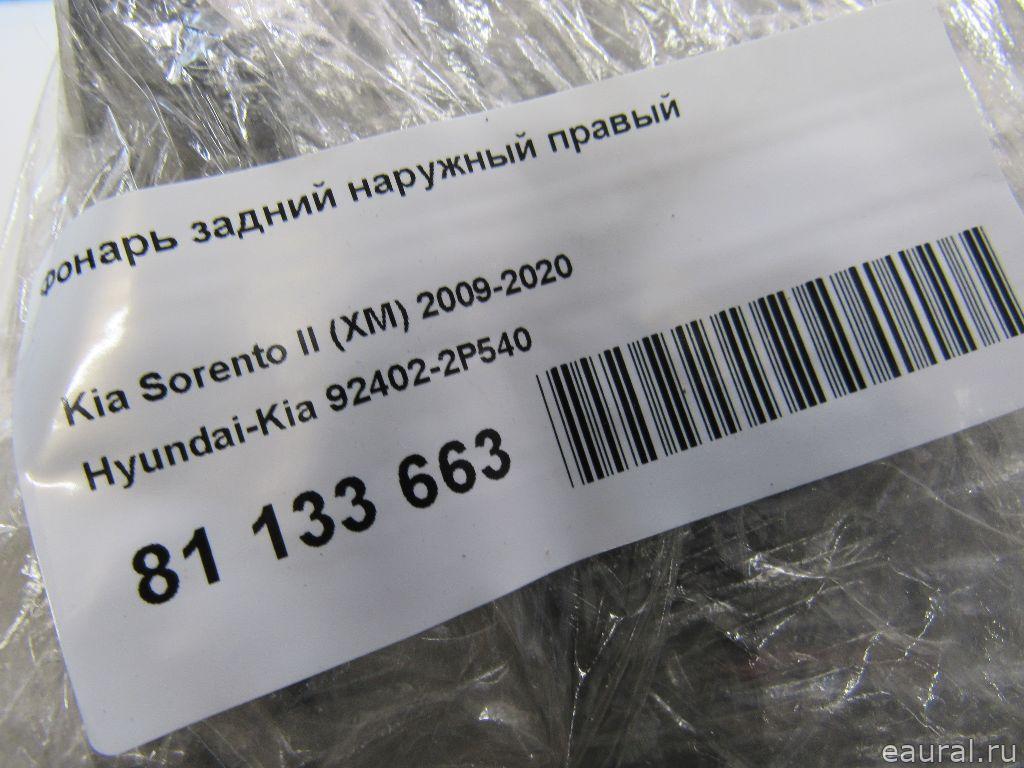 фонарь задний наружный правый
Kia Sorento II (XM) 2009-2020
Hyundai-Kia 92402-2P540
81 133 663
eaural.ru